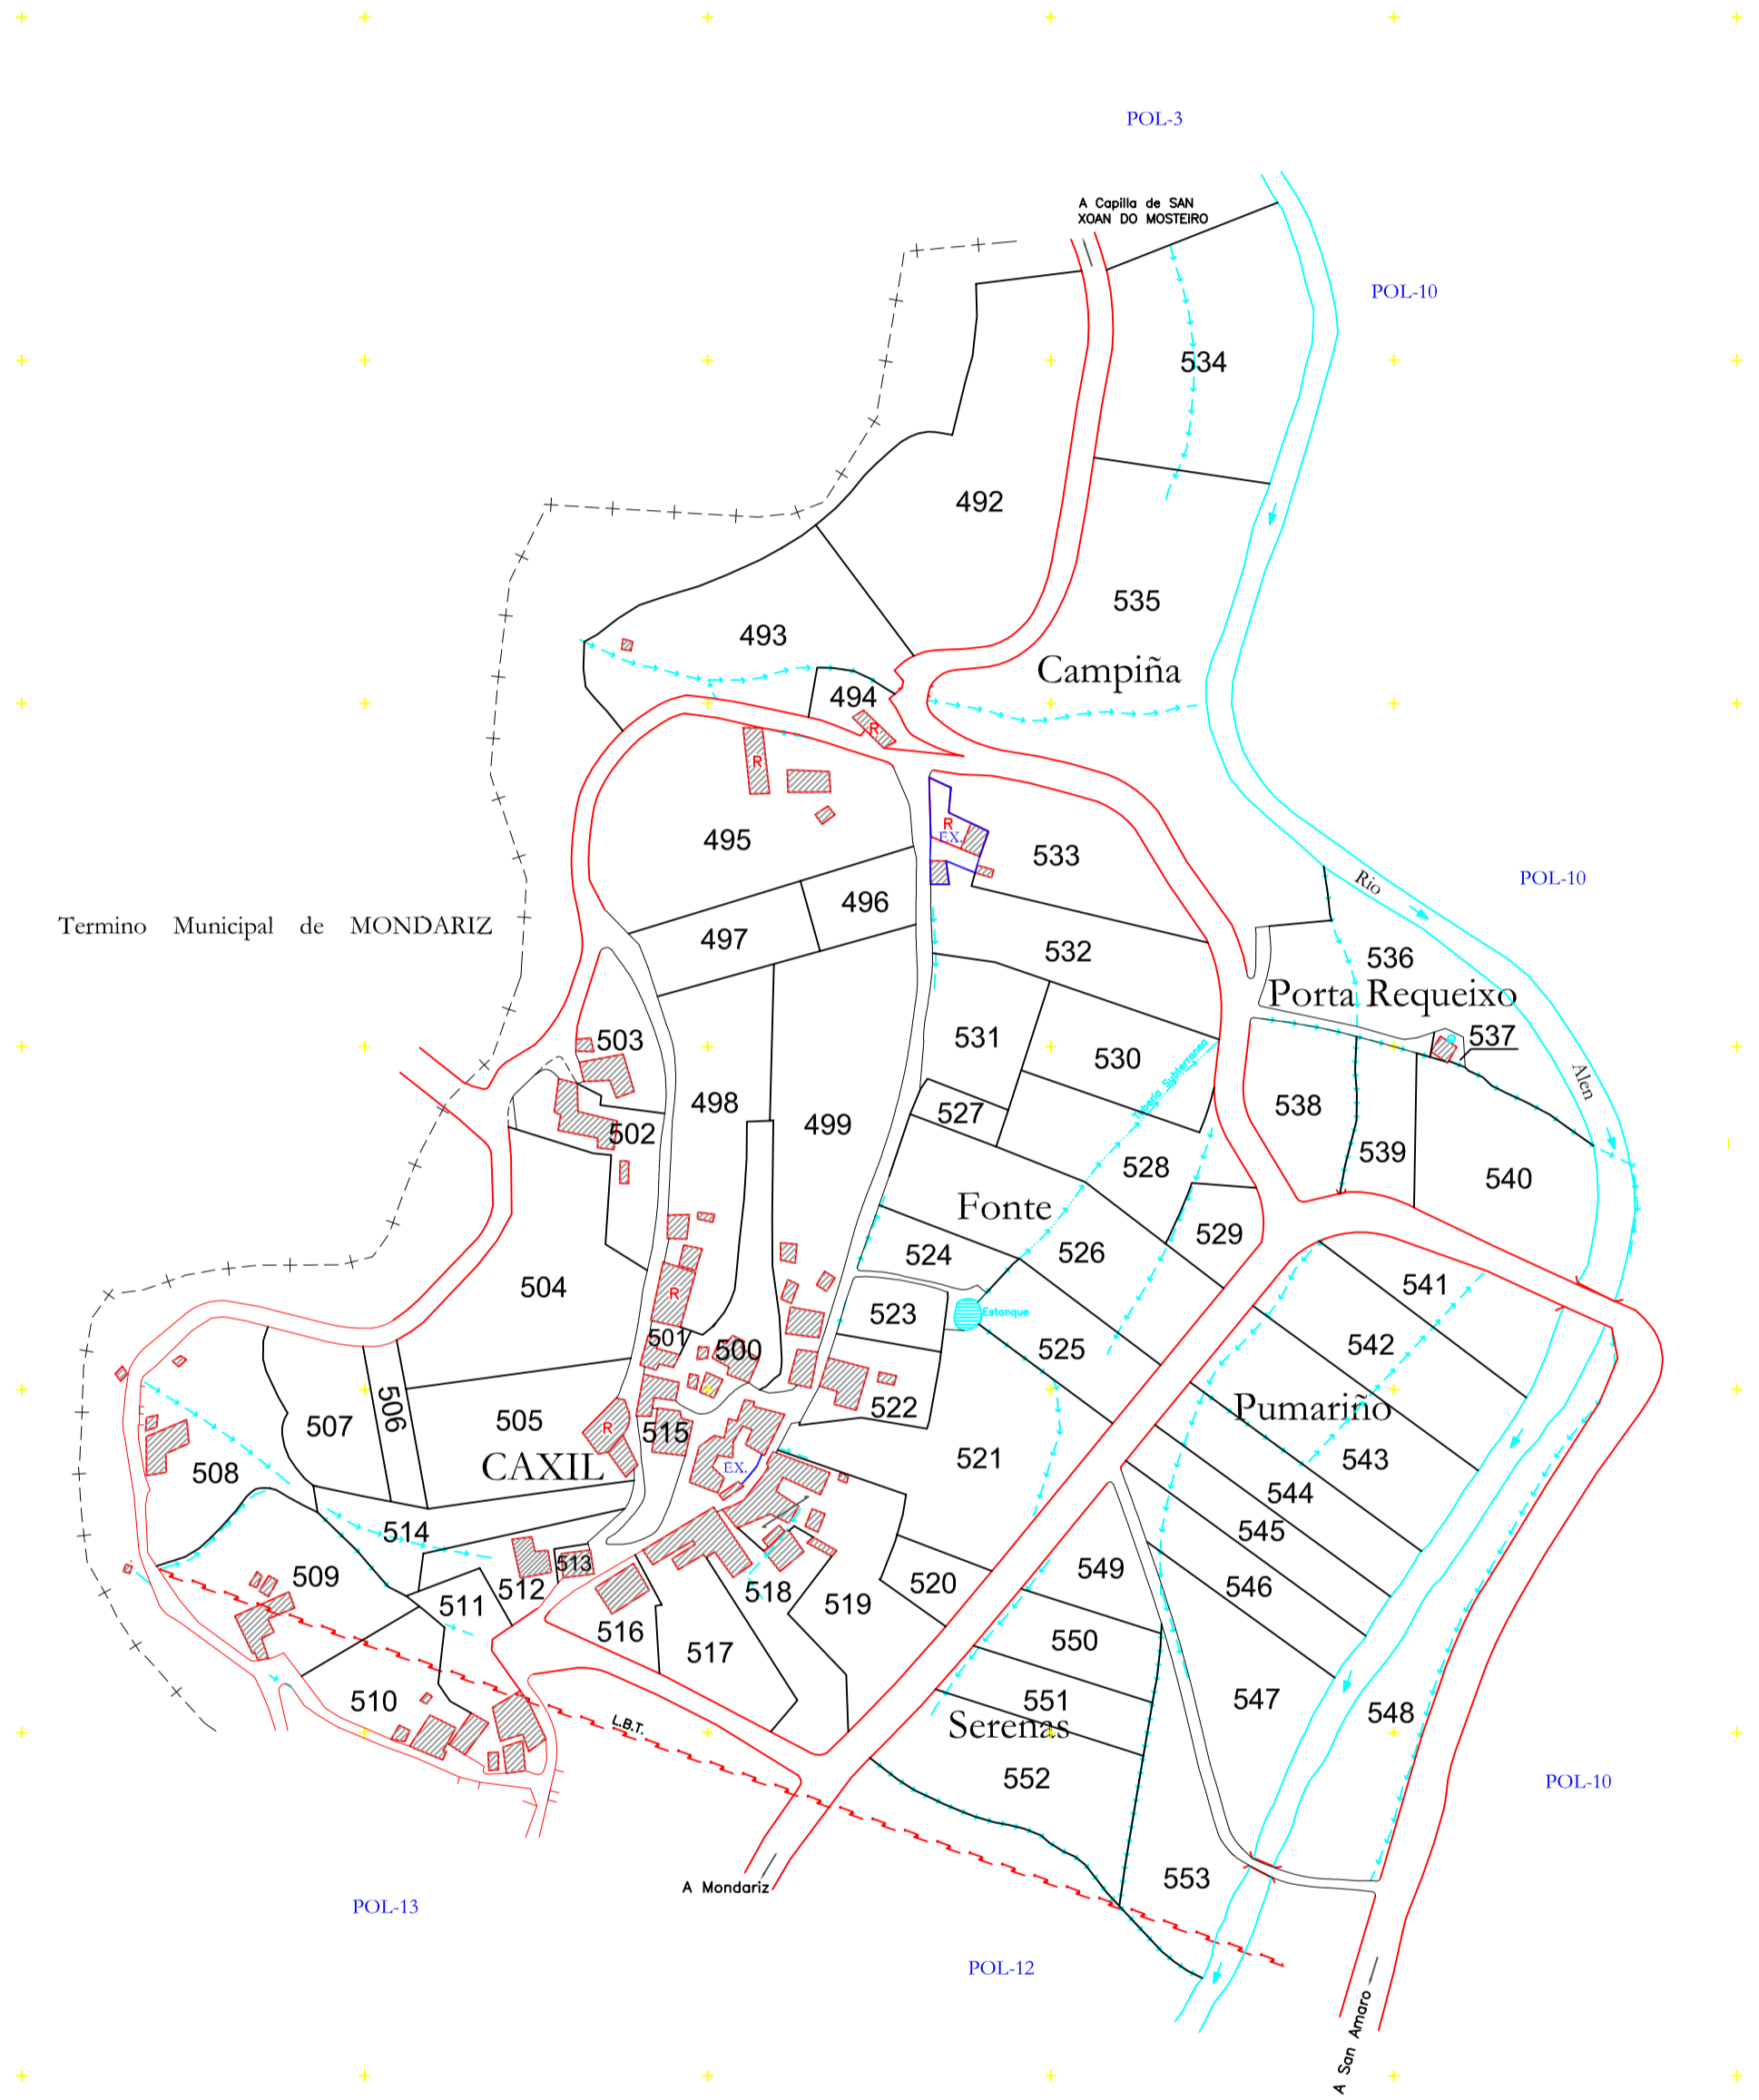 POL-3
A Capilla de SAN
XOAN DO MOSTEIRO
POL-10
534
492
535
493
Campiña
494
R
R
495
R
EX.
533
POL-10
Rio
496
Termino Municipal de MONDARIZ
497
532
536
Porta Requeixo
503
531
537
530
Tuberia Subterranea
Alen
498
527
538
499
502
539
528
540
Fonte
529
524
526
504
541
R
523
Estanque
501
500
542
525
506
522
Pumariño
505
507
R
515
CAXIL
EX.
521
543
508
544
514
545
513
509
549
520
546
512
518
511
519
516
550
517
547
510
551
548
L.B.T.
Serenas
552
POL-10
553
A Mondariz
POL-13
POL-12
A San Amaro